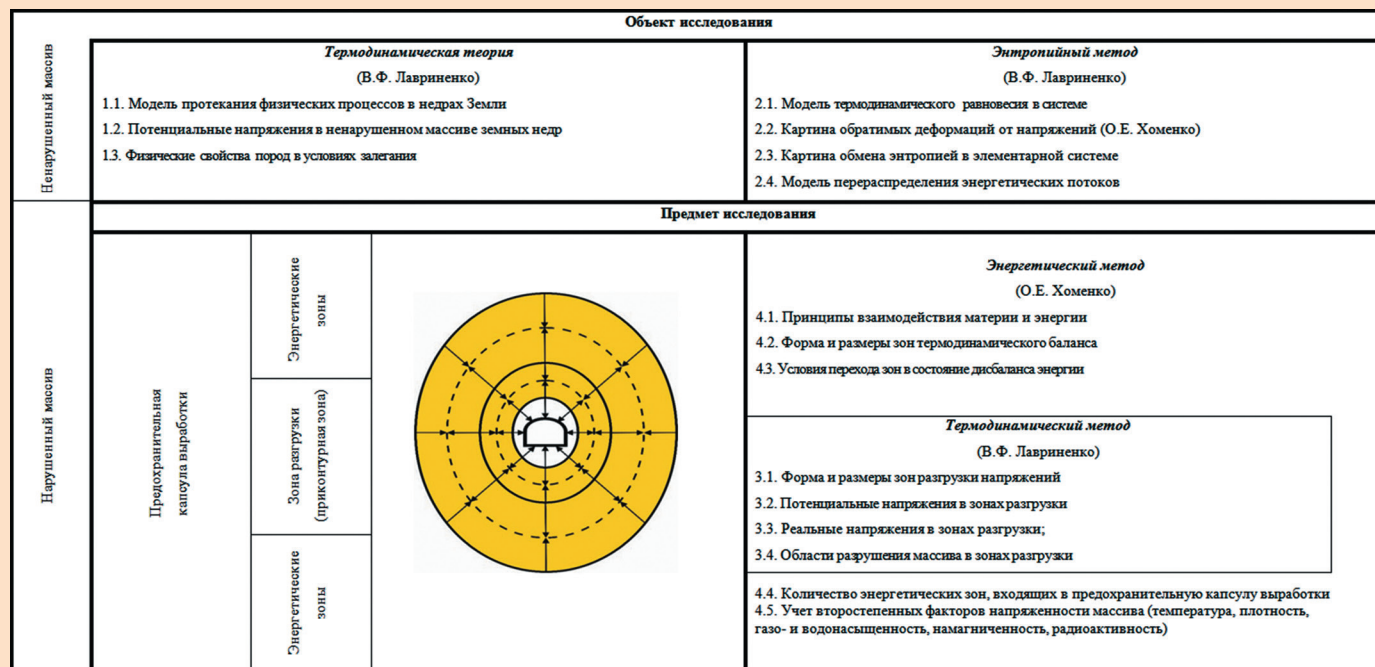 Объект исследования
Ненарушенный массив
Термодинамическая теория
(В.Ф. Лавриненко)
1.1. Модель протекания физических процессов в недрах Земли
1.2. Потенциальные напряжения в ненарушенном массиве земных недр
1.3. Физические свойства пород в условиях залегания
Энтропийный метод
(В.Ф. Лавриненко)
2.1. Модель термодинамического равновесия в системе
2.2. Картина обратимых деформаций от напряжений (О.Е. Хоменко)
2.3. Картина обмена энтропией в элементарной системе
2.4. Модель перераспределения энергетических потоков
Предмет исследования
Нарушенный массив
Предохранительная
капсула выработки
Энергетические
зоны
Зона разгрузки
(приконтурная зона)
Энергетические
зоны
Энергетический метод
(О.Е. Хоменко)
4.1. Принципы взаимодействия материи и энергии
4.2. Форма и размеры зон термодинамического баланса
4.3. Условия перехода зон в состояние дисбаланса энергии
Термодинамический метод
(В.Ф. Лавриненко)
3.1. Форма и размеры зон разгрузки напряжений
3.2. Потенциальные напряжения в зонах разгрузки
3.3. Реальные напряжения в зонах разгрузки;
3.4. Области разрушения массива в зонах разгрузки
4.4. Количество энергетических зон, входящих в предохранительную капсулу выработки
4.5. Учет второстепенных факторов напряженности массива (температура, плотность,
газо- и водонасыщенность, намагниченность, радиоактивность)